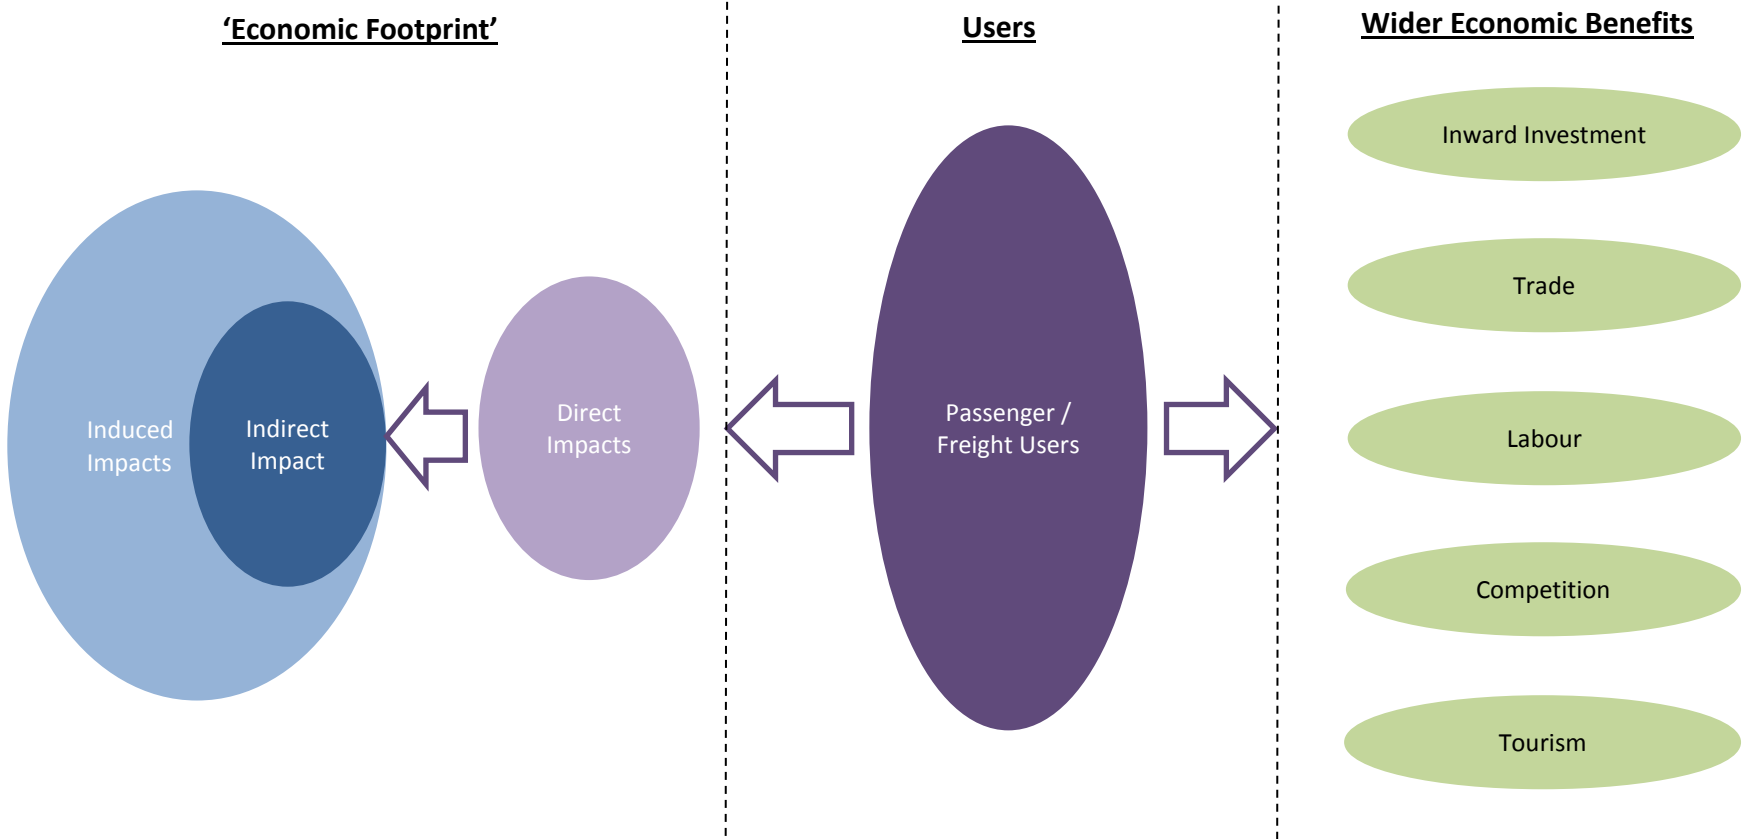 ‘Economic Footprint’
Users
Wider Economic Benefits
Induced
Impacts
Indirect
Impact
Direct
Impacts
Passenger /
Freight Users
Inward Investment
Trade
Labour
Competition
Tourism